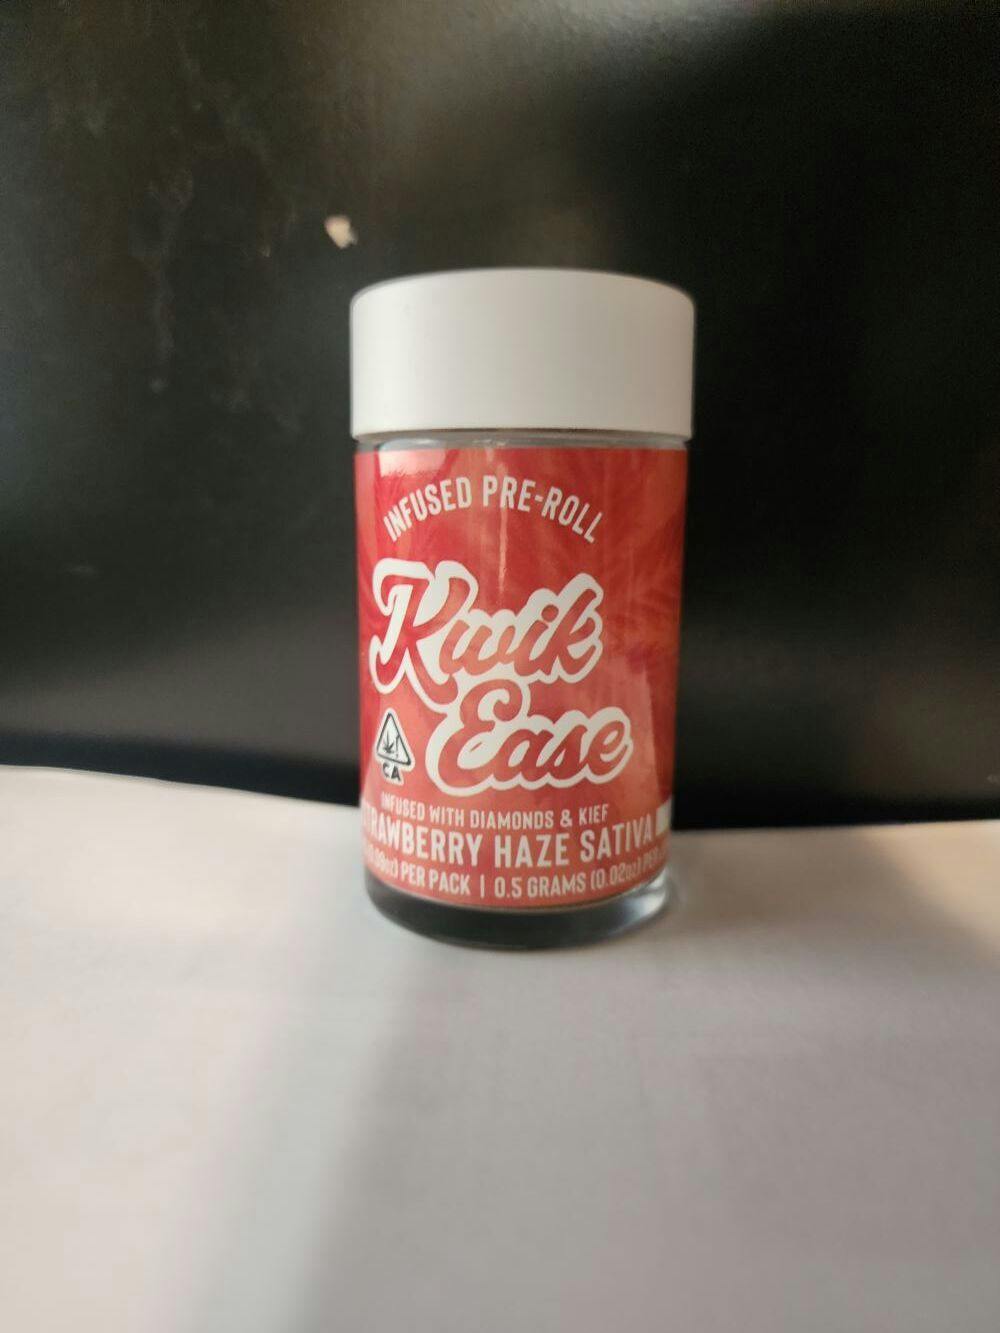 INFUSED PRE-ROLL
Kwik
Ease
CA
INFUSED WITH DIAMONDS & KIEF
HAZE SATIVA
PER PACK | 0.5 GRAMS (0.02oz)